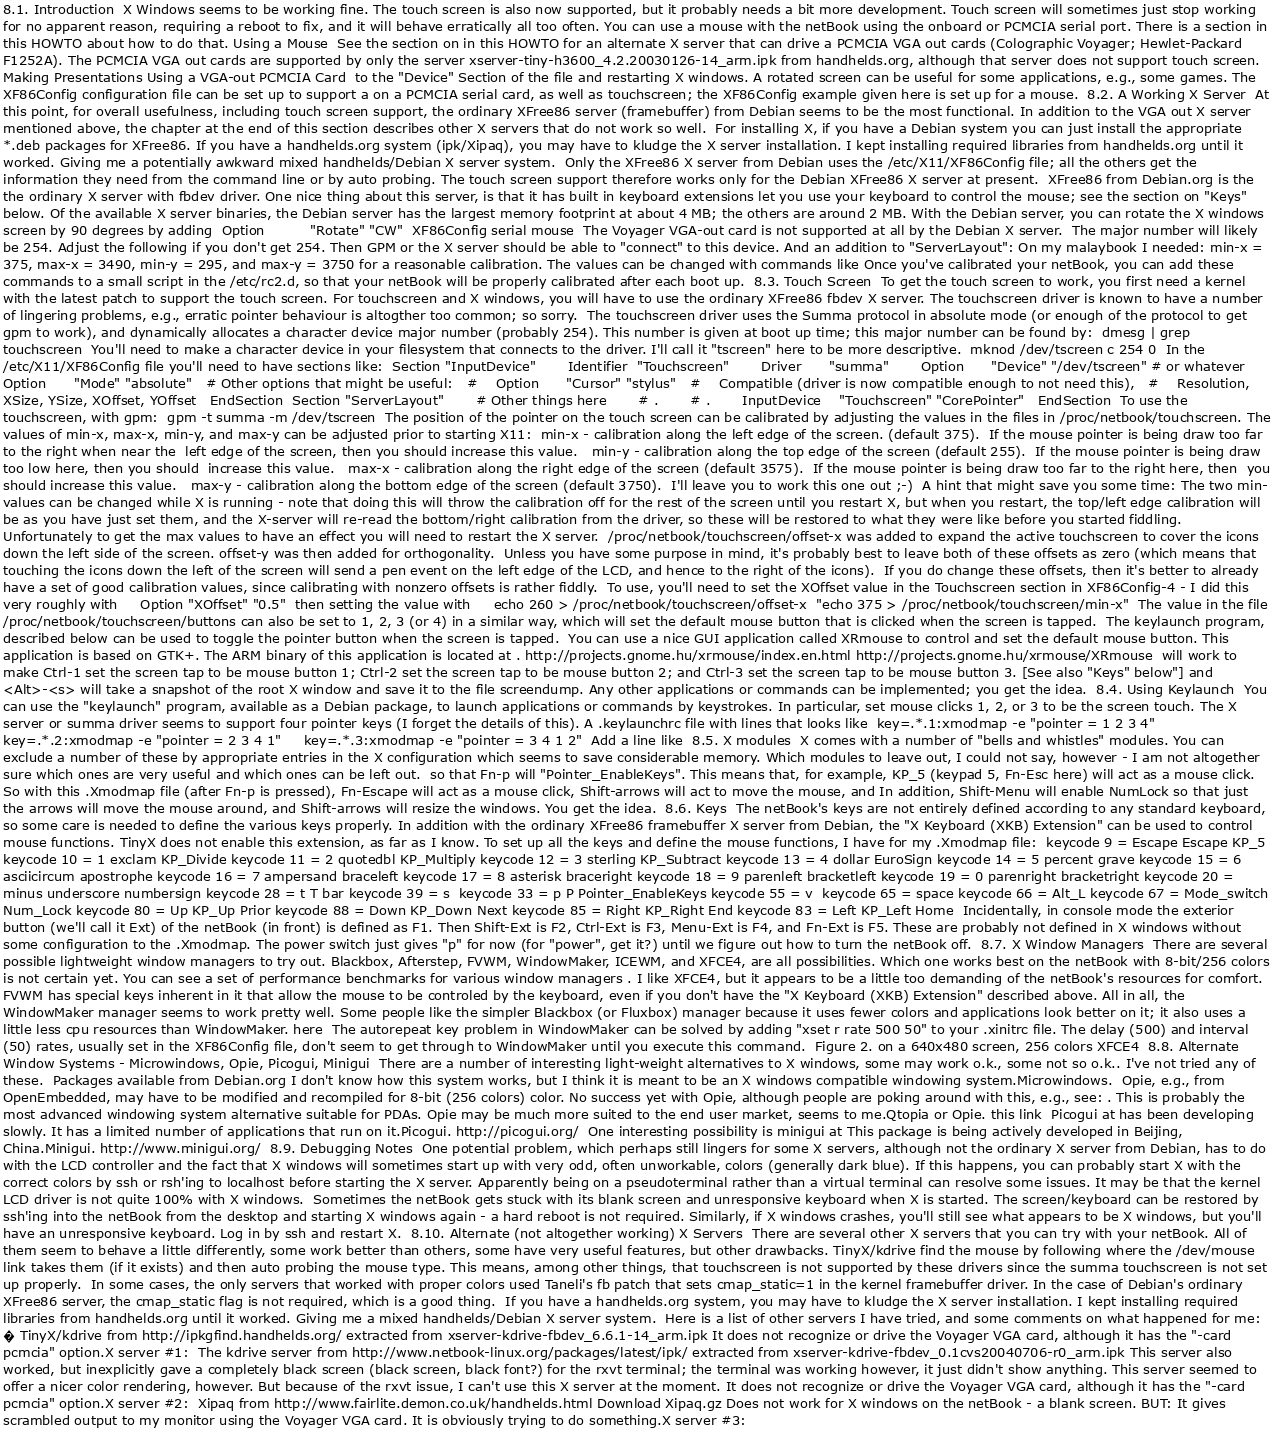 8.1. Introduction  X Windows seems to be working fine. The touch screen is also now supported, but it probably needs a bit more development. Touch screen will sometimes just stop working
for no apparent reason, requiring a reboot to fix, and it will behave erratically all too often. You can use a mouse with the netBook using the onboard or PCMCIA serial port. There is a section in
this HOWTO about how to do that. Using a Mouse  See the section on in this HOWTO for an alternate X server that can drive a PCMCIA VGA out cards (Colographic Voyager; Hewlet-Packard
F1252A). The PCMCIA VGA out cards are supported by only the server xserver-tiny-h3600_4.2.20030126-14_arm.ipk from handhelds.org, although that server does not support touch screen.
Making Presentations Using a VGA-out PCMCIA Card  to the "Device" Section of the file and restarting X windows. A rotated screen can be useful for some applications, e.g., some games. The
XF86Config configuration file can be set up to support a on a PCMCIA serial card, as well as touchscreen; the XF86Config example given here is set up for a mouse.  8.2. A Working X Server  At
this point, for overall usefulness, including touch screen support, the ordinary XFree86 server (framebuffer) from Debian seems to be the most functional. In addition to the VGA out X server
mentioned above, the chapter at the end of this section describes other X servers that do not work so well.  For installing X, if you have a Debian system you can just install the appropriate
*.deb packages for XFree86. If you have a handhelds.org system (ipk/Xipaq), you may have to kludge the X server installation. I kept installing required libraries from handhelds.org until it
worked. Giving me a potentially awkward mixed handhelds/Debian X server system.  Only the XFree86 X server from Debian uses the /etc/X11/XF86Config file; all the others get the
information they need from the command line or by auto probing. The touch screen support therefore works only for the Debian XFree86 X server at present.  XFree86 from Debian.org is the
the ordinary X server with fbdev driver. One nice thing about this server, is that it has built in keyboard extensions let you use your keyboard to control the mouse; see the section on "Keys"
below. Of the available X server binaries, the Debian server has the largest memory footprint at about 4 MB; the others are around 2 MB. With the Debian server, you can rotate the X windows
screen by 90 degrees by adding  Option          "Rotate" "CW"  XF86Config serial mouse  The Voyager VGA-out card is not supported at all by the Debian X server.  The major number will likely
be 254. Adjust the following if you don't get 254. Then GPM or the X server should be able to "connect" to this device. And an addition to "ServerLayout": On my malaybook I needed: min-x =
375, max-x = 3490, min-y = 295, and max-y = 3750 for a reasonable calibration. The values can be changed with commands like Once you've calibrated your netBook, you can add these
commands to a small script in the /etc/rc2.d, so that your netBook will be properly calibrated after each boot up.  8.3. Touch Screen  To get the touch screen to work, you first need a kernel
with the latest patch to support the touch screen. For touchscreen and X windows, you will have to use the ordinary XFree86 fbdev X server. The touchscreen driver is known to have a number
of lingering problems, e.g., erratic pointer behaviour is altogther too common; so sorry.  The touchscreen driver uses the Summa protocol in absolute mode (or enough of the protocol to get
gpm to work), and dynamically allocates a character device major number (probably 254). This number is given at boot up time; this major number can be found by:  dmesg | grep
touchscreen  You'll need to make a character device in your filesystem that connects to the driver. I'll call it "tscreen" here to be more descriptive.  mknod /dev/tscreen c 254 0  In the
/etc/X11/XF86Config file you'll need to have sections like:  Section "InputDevice"       Identifier  "Touchscreen"       Driver      "summa"       Option      "Device" "/dev/tscreen" # or whatever
Option      "Mode" "absolute"   # Other options that might be useful:   #    Option      "Cursor" "stylus"   #    Compatible (driver is now compatible enough to not need this),   #    Resolution,
XSize, YSize, XOffset, YOffset   EndSection  Section "ServerLayout"       # Other things here       # .       # .      InputDevice    "Touchscreen" "CorePointer"   EndSection  To use the
touchscreen, with gpm:  gpm -t summa -m /dev/tscreen  The position of the pointer on the touch screen can be calibrated by adjusting the values in the files in /proc/netbook/touchscreen. The
values of min-x, max-x, min-y, and max-y can be adjusted prior to starting X11:  min-x - calibration along the left edge of the screen. (default 375).  If the mouse pointer is being draw too far
to the right when near the  left edge of the screen, then you should increase this value.   min-y - calibration along the top edge of the screen (default 255).  If the mouse pointer is being draw
too low here, then you should  increase this value.   max-x - calibration along the right edge of the screen (default 3575).  If the mouse pointer is being draw too far to the right here, then  you
should increase this value.   max-y - calibration along the bottom edge of the screen (default 3750).  I'll leave you to work this one out ;-)  A hint that might save you some time: The two min-
values can be changed while X is running - note that doing this will throw the calibration off for the rest of the screen until you restart X, but when you restart, the top/left edge calibration will
be as you have just set them, and the X-server will re-read the bottom/right calibration from the driver, so these will be restored to what they were like before you started fiddling.
Unfortunately to get the max values to have an effect you will need to restart the X server.  /proc/netbook/touchscreen/offset-x was added to expand the active touchscreen to cover the icons
down the left side of the screen. offset-y was then added for orthogonality.  Unless you have some purpose in mind, it's probably best to leave both of these offsets as zero (which means that
touching the icons down the left of the screen will send a pen event on the left edge of the LCD, and hence to the right of the icons).  If you do change these offsets, then it's better to already
have a set of good calibration values, since calibrating with nonzero offsets is rather fiddly.  To use, you'll need to set the XOffset value in the Touchscreen section in XF86Config-4 - I did this
very roughly with     Option "XOffset" "0.5"  then setting the value with     echo 260 > /proc/netbook/touchscreen/offset-x  "echo 375 > /proc/netbook/touchscreen/min-x"  The value in the file
/proc/netbook/touchscreen/buttons can also be set to 1, 2, 3 (or 4) in a similar way, which will set the default mouse button that is clicked when the screen is tapped.  The keylaunch program,
described below can be used to toggle the pointer button when the screen is tapped.  You can use a nice GUI application called XRmouse to control and set the default mouse button. This
application is based on GTK+. The ARM binary of this application is located at . http://projects.gnome.hu/xrmouse/index.en.html http://projects.gnome.hu/xrmouse/XRmouse  will work to
make Ctrl-1 set the screen tap to be mouse button 1; Ctrl-2 set the screen tap to be mouse button 2; and Ctrl-3 set the screen tap to be mouse button 3. [See also "Keys" below"] and
<Alt>-<s> will take a snapshot of the root X window and save it to the file screendump. Any other applications or commands can be implemented; you get the idea.  8.4. Using Keylaunch  You
can use the "keylaunch" program, available as a Debian package, to launch applications or commands by keystrokes. In particular, set mouse clicks 1, 2, or 3 to be the screen touch. The X
server or summa driver seems to support four pointer keys (I forget the details of this). A .keylaunchrc file with lines that looks like  key=.*.1:xmodmap -e "pointer = 1 2 3 4"
key=.*.2:xmodmap -e "pointer = 2 3 4 1"     key=.*.3:xmodmap -e "pointer = 3 4 1 2"  Add a line like  8.5. X modules  X comes with a number of "bells and whistles" modules. You can
exclude a number of these by appropriate entries in the X configuration which seems to save considerable memory. Which modules to leave out, I could not say, however - I am not altogether
sure which ones are very useful and which ones can be left out.  so that Fn-p will "Pointer_EnableKeys". This means that, for example, KP_5 (keypad 5, Fn-Esc here) will act as a mouse click.
So with this .Xmodmap file (after Fn-p is pressed), Fn-Escape will act as a mouse click, Shift-arrows will act to move the mouse, and In addition, Shift-Menu will enable NumLock so that just
the arrows will move the mouse around, and Shift-arrows will resize the windows. You get the idea.  8.6. Keys  The netBook's keys are not entirely defined according to any standard keyboard,
so some care is needed to define the various keys properly. In addition with the ordinary XFree86 framebuffer X server from Debian, the "X Keyboard (XKB) Extension" can be used to control
mouse functions. TinyX does not enable this extension, as far as I know. To set up all the keys and define the mouse functions, I have for my .Xmodmap file:  keycode 9 = Escape Escape KP_5
keycode 10 = 1 exclam KP_Divide keycode 11 = 2 quotedbl KP_Multiply keycode 12 = 3 sterling KP_Subtract keycode 13 = 4 dollar EuroSign keycode 14 = 5 percent grave keycode 15 = 6
asciicircum apostrophe keycode 16 = 7 ampersand braceleft keycode 17 = 8 asterisk braceright keycode 18 = 9 parenleft bracketleft keycode 19 = 0 parenright bracketright keycode 20 =
minus underscore numbersign keycode 28 = t T bar keycode 39 = s  keycode 33 = p P Pointer_EnableKeys keycode 55 = v  keycode 65 = space keycode 66 = Alt_L keycode 67 = Mode_switch
Num_Lock keycode 80 = Up KP_Up Prior keycode 88 = Down KP_Down Next keycode 85 = Right KP_Right End keycode 83 = Left KP_Left Home  Incidentally, in console mode the exterior
button (we'll call it Ext) of the netBook (in front) is defined as F1. Then Shift-Ext is F2, Ctrl-Ext is F3, Menu-Ext is F4, and Fn-Ext is F5. These are probably not defined in X windows without
some configuration to the .Xmodmap. The power switch just gives "p" for now (for "power", get it?) until we figure out how to turn the netBook off.  8.7. X Window Managers  There are several
possible lightweight window managers to try out. Blackbox, Afterstep, FVWM, WindowMaker, ICEWM, and XFCE4, are all possibilities. Which one works best on the netBook with 8-bit/256 colors
is not certain yet. You can see a set of performance benchmarks for various window managers . I like XFCE4, but it appears to be a little too demanding of the netBook's resources for comfort.
FVWM has special keys inherent in it that allow the mouse to be controled by the keyboard, even if you don't have the "X Keyboard (XKB) Extension" described above. All in all, the
WindowMaker manager seems to work pretty well. Some people like the simpler Blackbox (or Fluxbox) manager because it uses fewer colors and applications look better on it; it also uses a
little less cpu resources than WindowMaker. here  The autorepeat key problem in WindowMaker can be solved by adding "xset r rate 500 50" to your .xinitrc file. The delay (500) and interval
(50) rates, usually set in the XF86Config file, don't seem to get through to WindowMaker until you execute this command.  Figure 2. on a 640x480 screen, 256 colors XFCE4  8.8. Alternate
Window Systems - Microwindows, Opie, Picogui, Minigui  There are a number of interesting light-weight alternatives to X windows, some may work o.k., some not so o.k.. I've not tried any of
these.  Packages available from Debian.org I don't know how this system works, but I think it is meant to be an X windows compatible windowing system.Microwindows.  Opie, e.g., from
OpenEmbedded, may have to be modified and recompiled for 8-bit (256 colors) color. No success yet with Opie, although people are poking around with this, e.g., see: . This is probably the
most advanced windowing system alternative suitable for PDAs. Opie may be much more suited to the end user market, seems to me.Qtopia or Opie. this link  Picogui at has been developing
slowly. It has a limited number of applications that run on it.Picogui. http://picogui.org/  One interesting possibility is minigui at This package is being actively developed in Beijing,
China.Minigui. http://www.minigui.org/  8.9. Debugging Notes  One potential problem, which perhaps still lingers for some X servers, although not the ordinary X server from Debian, has to do
with the LCD controller and the fact that X windows will sometimes start up with very odd, often unworkable, colors (generally dark blue). If this happens, you can probably start X with the
correct colors by ssh or rsh'ing to localhost before starting the X server. Apparently being on a pseudoterminal rather than a virtual terminal can resolve some issues. It may be that the kernel
LCD driver is not quite 100% with X windows.  Sometimes the netBook gets stuck with its blank screen and unresponsive keyboard when X is started. The screen/keyboard can be restored by
ssh'ing into the netBook from the desktop and starting X windows again - a hard reboot is not required. Similarly, if X windows crashes, you'll still see what appears to be X windows, but you'll
have an unresponsive keyboard. Log in by ssh and restart X.  8.10. Alternate (not altogether working) X Servers  There are several other X servers that you can try with your netBook. All of
them seem to behave a little differently, some work better than others, some have very useful features, but other drawbacks. TinyX/kdrive find the mouse by following where the /dev/mouse
link takes them (if it exists) and then auto probing the mouse type. This means, among other things, that touchscreen is not supported by these drivers since the summa touchscreen is not set
up properly.  In some cases, the only servers that worked with proper colors used Taneli's fb patch that sets cmap_static=1 in the kernel framebuffer driver. In the case of Debian's ordinary
XFree86 server, the cmap_static flag is not required, which is a good thing.  If you have a handhelds.org system, you may have to kludge the X server installation. I kept installing required
libraries from handhelds.org until it worked. Giving me a mixed handhelds/Debian X server system.  Here is a list of other servers I have tried, and some comments on what happened for me:
� TinyX/kdrive from http://ipkgfind.handhelds.org/ extracted from xserver-kdrive-fbdev_6.6.1-14_arm.ipk It does not recognize or drive the Voyager VGA card, although it has the "-card
pcmcia" option.X server #1:  The kdrive server from http://www.netbook-linux.org/packages/latest/ipk/ extracted from xserver-kdrive-fbdev_0.1cvs20040706-r0_arm.ipk This server also
worked, but inexplicitly gave a completely black screen (black screen, black font?) for the rxvt terminal; the terminal was working however, it just didn't show anything. This server seemed to
offer a nicer color rendering, however. But because of the rxvt issue, I can't use this X server at the moment. It does not recognize or drive the Voyager VGA card, although it has the "-card
pcmcia" option.X server #2:  Xipaq from http://www.fairlite.demon.co.uk/handhelds.html Download Xipaq.gz Does not work for X windows on the netBook - a blank screen. BUT: It gives
scrambled output to my monitor using the Voyager VGA card. It is obviously trying to do something.X server #3: